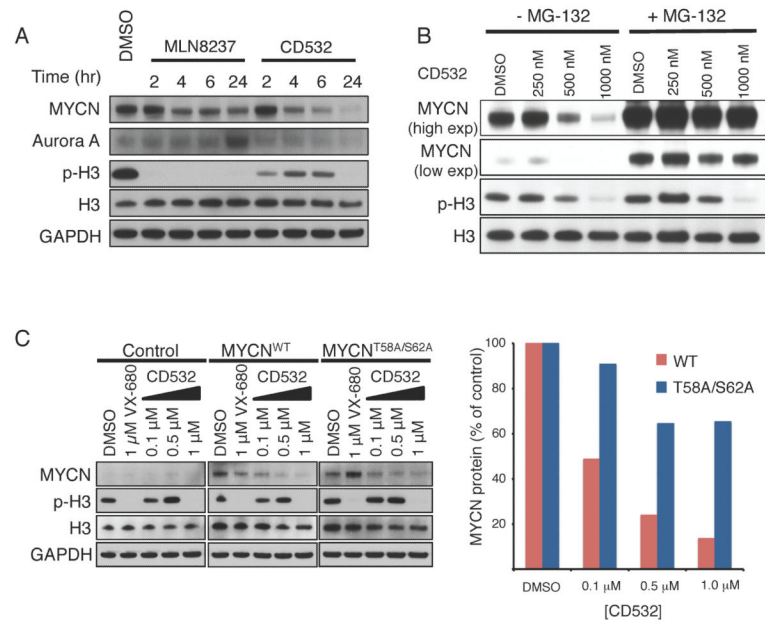 A
DMSO
MLN8237 CD532
Time (hr) 2 4 6 24 2 4 6 24
MYCN
Aurora A
p-H3
H3
GAPDH
B
- MG-132 + MG-132
CD532 DMSO 250 nM 500 nM 1000 nM DMSO 250 nM 500 nM 1000 nM
MYCN
(high exp)
MYCN
(low exp)
p-H3
H3
C
Control MYCNWT MYCNT58A/S62A
CD532 CD532 CD532
DMSO 1 µM VX-680 0.1 µM 0.5 µM 1 µM DMSO 1 µM VX-680 0.1 µM 0.5 µM 1 µM DMSO 1 µM VX-680 0.1 µM 0.5 µM 1 µM
MYCN
p-H3
H3
GAPDH
MYCN protein (% of control)
100
80
60
40
20
WT
T58A/S62A
DMSO 0.1 µM 0.5 µM 1.0 µM
[CD532]